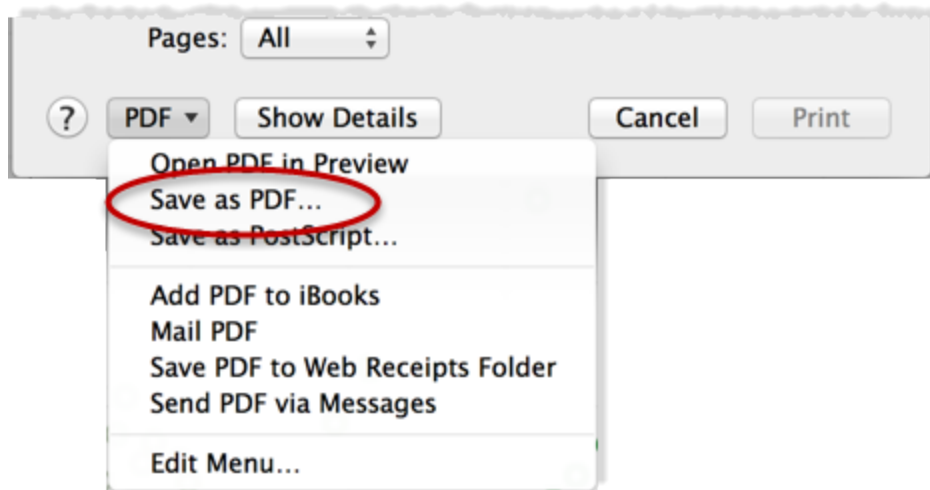 Pages: All
? PDF Show Details Cancel Print
Open PDF in Preview
Save as PDF...
Save as PostScript...
Add PDF to iBooks
Mail PDF
Save PDF to Web Receipts Folder
Send PDF via Messages
Edit Menu...